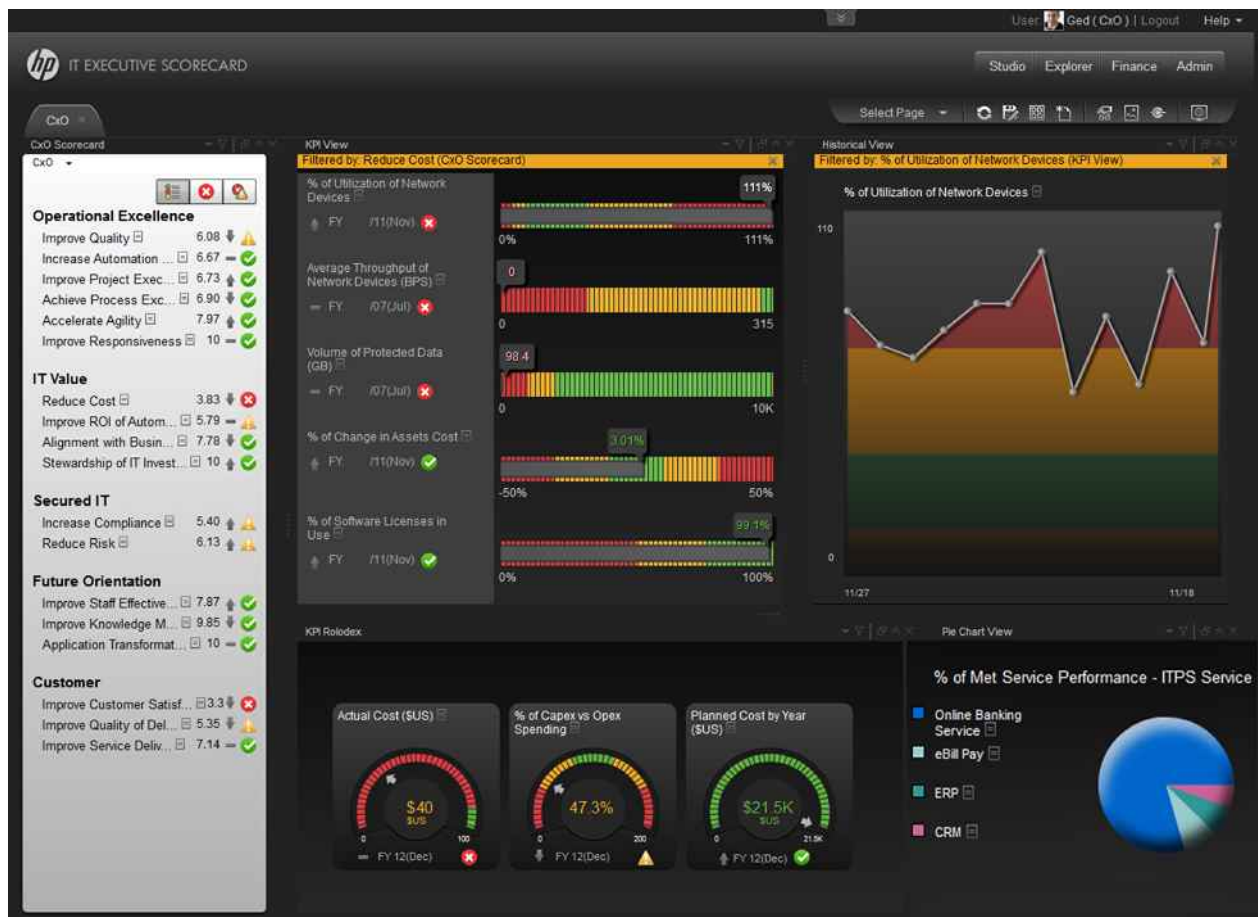 User Ged ( CxO ) | Logout Help
hp IT EXECUTIVE SCORECARD
Studio Explorer Finance Admin
CxO
Select Page
CxO Scorecard
CxO
Operational Excellence
Improve Quality 6.08
Increase Automation ... 6.67
Improve Project Exec... 6.73
Achieve Process Exc... 6.90
Accelerate Agility 7.97
Improve Responsiveness 10
IT Value
Reduce Cost 3.83
Improve ROI of Autom... 5.79
Alignment with Busin... 7.78
Stewardship of IT Invest... 10
Secured IT
Increase Compliance 5.40
Reduce Risk 6.13
Future Orientation
Improve Staff Effective... 7.87
Improve Knowledge M... 9.85
Application Transformat... 10
Customer
Improve Customer Satisf... 3.3
Improve Quality of Del... 5.35
Improve Service Deliv... 7.14
KPI View
Filtered by: Reduce Cost (CxO Scorecard)
% of Utilization of Network
Devices
FY /11(Nov)
111%
0% 111%
Average Throughput of
Network Devices (BPS)
FY /07(Jul)
0
0 315
Volume of Protected Data
(GB)
FY /07(Jul)
98.4
0 10K
% of Change in Assets Cost
FY /11(Nov)
3.01%
-50% 50%
% of Software Licenses in
Use
FY /11(Nov)
99.1%
0% 100%
Historical View
Filtered by: % of Utilization of Network Devices (KPI View)
% of Utilization of Network Devices
110
0
11/27 11/18
KPI Rolodex
Actual Cost ($US)
$40
$US
0 100
FY 12(Dec)
% of Capex vs Opex
Spending
47.3%
0 200
FY 12(Dec)
Planned Cost by Year
($US)
$21.5K
$US
0 21.5K
FY 12(Dec)
Pie Chart View
% of Met Service Performance - ITPS Service
Online Banking
Service
eBill Pay
ERP
CRM